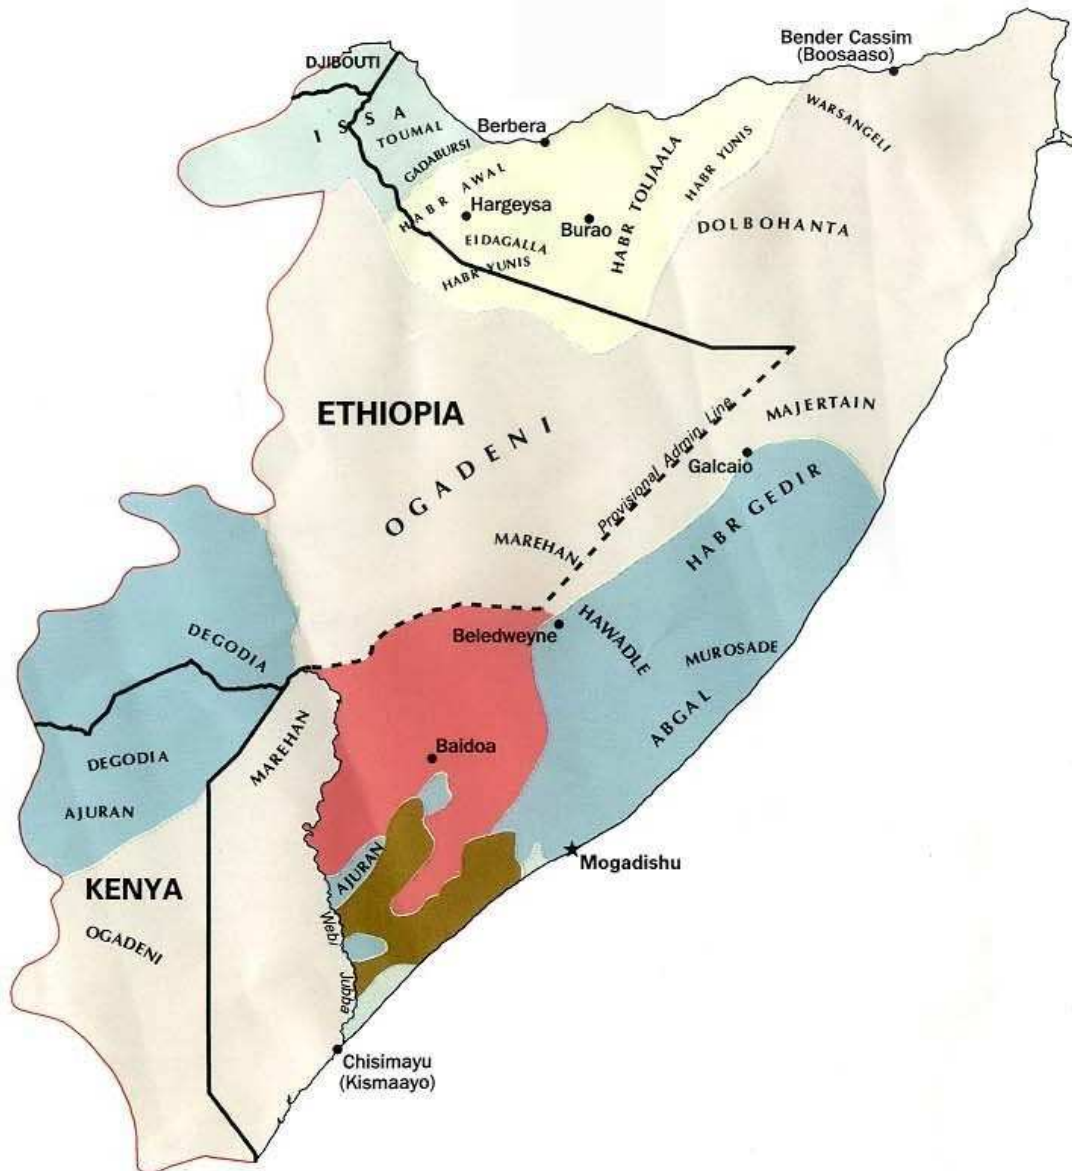 Bender Cassim
(Boosaaso)
DJIBOUTI
ISSA
TOUMAL
GADABURSI
Berbera
WARSANGELI
HABR AWAL
Hargeysa
EIDAGALLA
HABR YUNIS
Burao
HABR TOLJAALA
HABR YUNIS
DOLBOHANTA
ETHIOPIA
OGADENI
Provisional Admin Line
MAJERTAIN
Galcaio
HABR GEDIR
MAREHAN
Beledweyne
HAWADLE
MUROSADE
ABGAL
DEGODIA
DEGODIA
AJURAN
MAREHAN
Baidoa
AJURAN
Mogadishu
KENYA
OGADENI
Webi Jubba
Chisimayu
(Kismaayo)